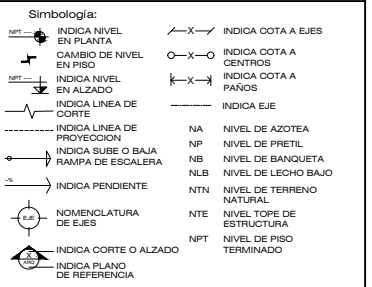 Simbología:
NPT
INDICA NIVEL
EN PLANTA
CAMBIO DE NIVEL
EN PISO
NPT
INDICA NIVEL
EN ALZADO
INDICA LINEA DE
CORTE
INDICA LINEA DE
PROYECCION
INDICA SUBE O BAJA
RAMPA DE ESCALERA
-%
INDICA PENDIENTE
EJE
NOMENCLATURA
DE EJES
X
ARQ
INDICA CORTE O ALZADO
INDICA PLANO
DE REFERENCIA
X
INDICA COTA A EJES
X
INDICA COTA A
CENTROS
X
INDICA COTA A
PAÑOS
INDICA EJE
NA NIVEL DE AZOTEA
NP NIVEL DE PRETIL
NB NIVEL DE BANQUETA
NLB NIVEL DE LECHO BAJO
NTN NIVEL DE TERRENO
NATURAL
NTE NIVEL TOPE DE
ESTRUCTURA
NPT NIVEL DE PISO
TERMINADO